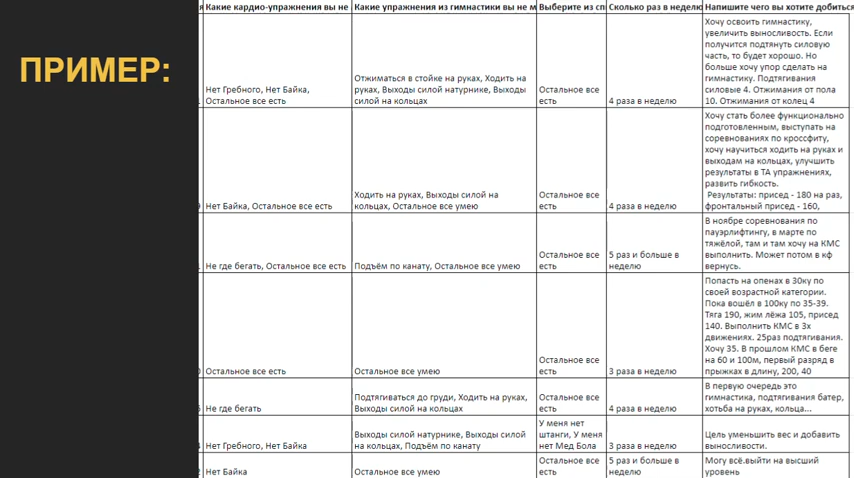 ПРИМЕР:
Какие кардио-упражнения вы не
Какие упражнения из гимнастики вы не м
Выберите из сп
Сколько раз в неделю
Напишите чего вы хотите добиться
Нет Гребного, Нет Байка,
Остальное все есть
Отжиматься в стойке на руках, Ходить на
руках, Выходы силой натурнике, Выходы
силой на кольцах
Остальное все
есть
4 раза в неделю
Хочу освоить гимнастику,
увеличить выносливость. Если
получится подтянуть силовую
часть, то будет хорошо. Но
больше хочу упор сделать на
гимнастику. Подтягивания
силовые 4. Отжимания от пола
10. Отжимания от колец 4
Нет Байка, Остальное все есть
Ходить на руках, Выходы силой на
кольцах, Остальное все умею
Остальное все
есть
4 раза в неделю
Хочу стать более функционально
подготовленным, выступать на
соревнованиях по кроссфиту,
хочу научиться ходить на руках и
выходам на кольцах, улучшить
результаты в ТА упражнениях,
развить гибкость.
Результаты: присед - 180 на раз,
фронтальный присед - 160,
Не где бегать, Остальное все есть
Подъём по канату, Остальное все умею
Остальное все
есть
5 раз и больше в
неделю
В ноябре соревнования по
пауэрлифтингу, в марте по
тяжёлой, там и там хочу на КМС
выполнить. Может потом в кф
вернусь.
Остальное все есть
Остальное все умею
Остальное все
есть
3 раза в неделю
Попасть на опенах в 30ку по
своей возрастной категории.
Пока вошёл в 100ку по 35-39.
Тяга 190, жим лёжа 105, присед
140. Выполнить КМС в 3х
движениях. 25раз подтягивания.
Хочу 35. В прошлом КМС в беге
на 60 и 100м, первый разряд в
прыжках в длину, 200, 40
Не где бегать
Подтягиваться до груди, Ходить на руках,
Выходы силой на кольцах
Остальное все
есть
4 раза в неделю
В первую очередь это
гимнастика, подтягивания батер,
хотьба на руках, кольца...
Нет Гребного, Нет Байка
Выходы силой натурнике, Выходы силой
на кольцах, Подъём по канату
У меня нет
штанги, У меня
нет Мед Бола
3 раза в неделю
Цель уменьшить вес и добавить
выносливости.
Нет Байка
Остальное все умею
Остальное все
есть
5 раз и больше в
неделю
Могу всё.выйти на высший
уровень